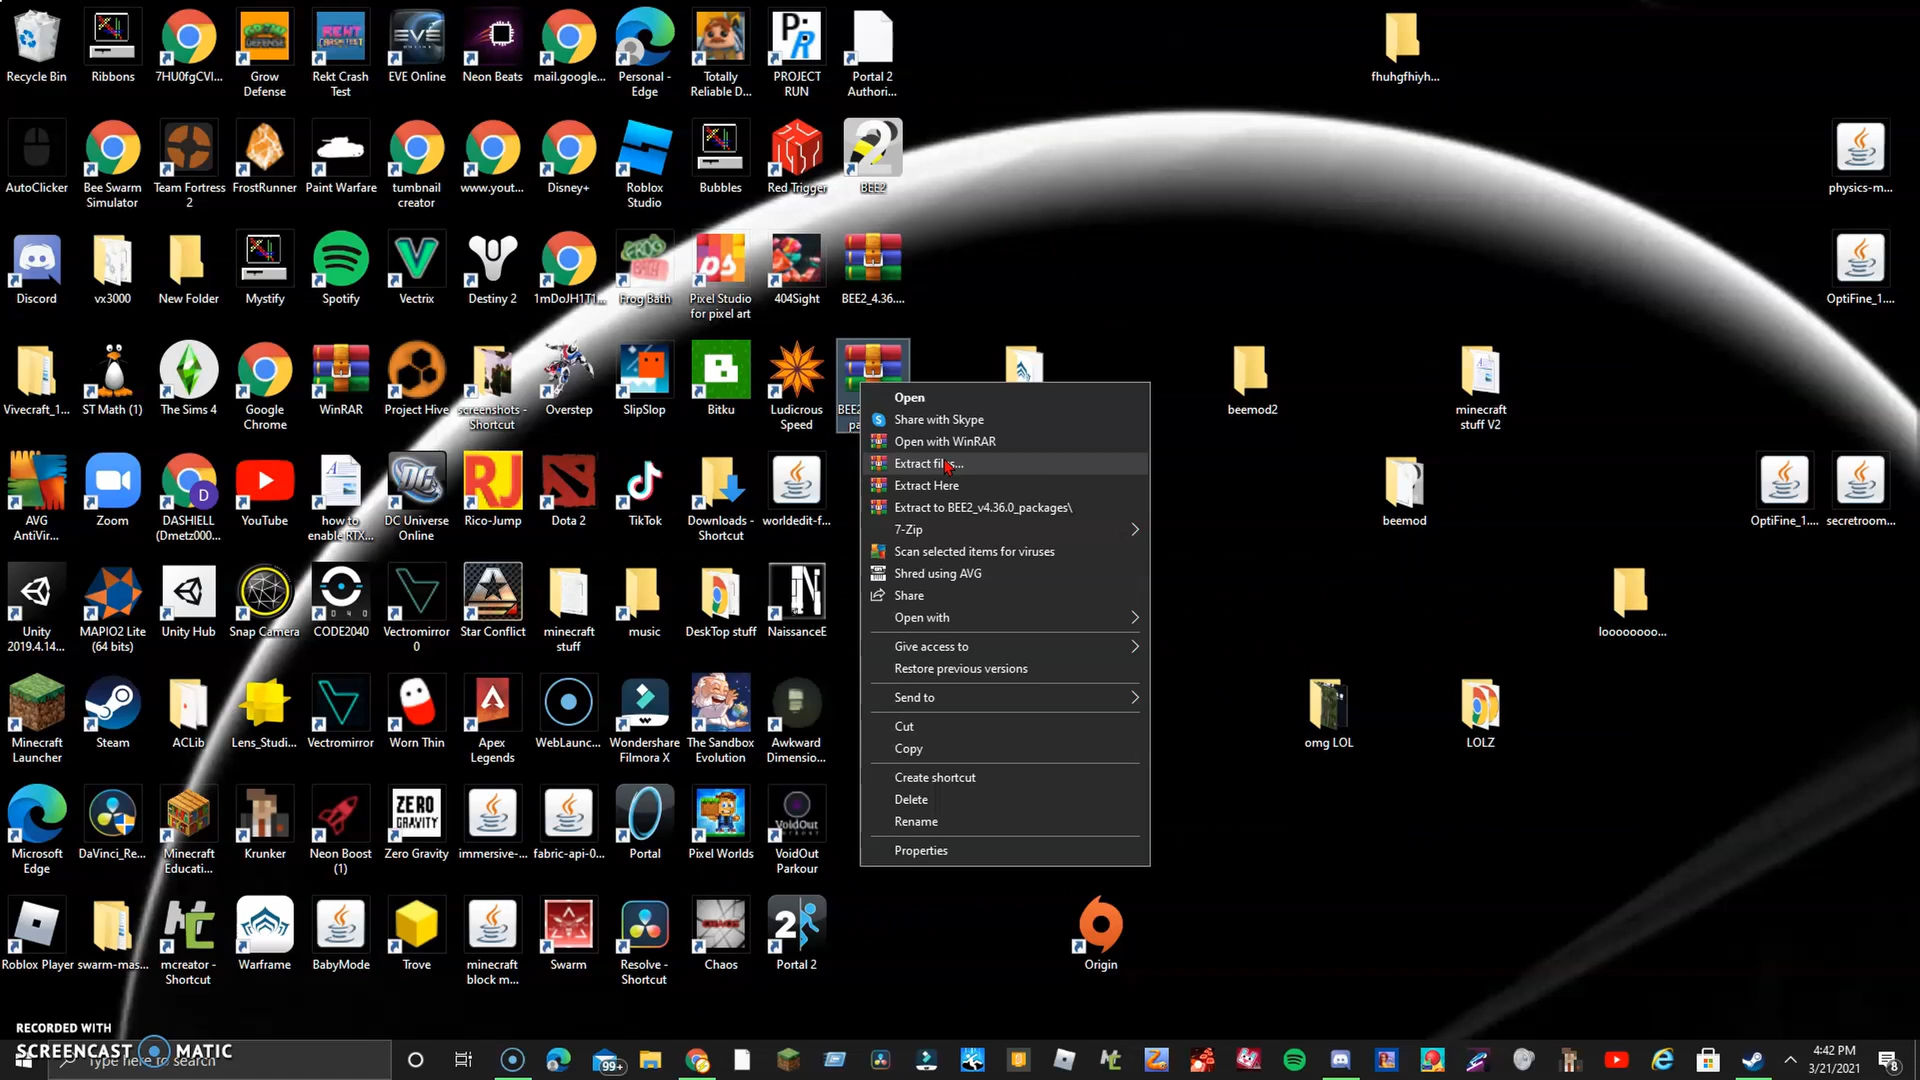 Recycle Bin
Ribbons
7HU0fgCVl...
Grow
Defense
Rekt Crash
Test
EVE Online
Neon Beats
mail.google...
Personal -
Edge
Totally
Reliable D...
PROJECT
RUN
Portal 2
Authori...
fhuhgfhiyh...
AutoClicker
Bee Swarm
Simulator
Team Fortress
2
FrostRunner
Paint Warfare
tumbnail
creator
www.yout...
Disney+
Roblox
Studio
Bubbles
Red Trigger
BEE2
physics-m...
Discord
vx3000
New Folder
Mystify
Spotify
Vectrix
Destiny 2
1mDoJH1T1...
Frog Bath
Pixel Studio
for pixel art
404Sight
BEE2_4.36....
OptiFine_1....
Vivecraft_1...
ST Math (1)
The Sims 4
Google
Chrome
WinRAR
Project Hive
screenshots -
Shortcut
Overstep
SlipSlop
Bitku
Ludicrous
Speed
beemod2
minecraft
stuff V2
Open
Share with Skype
Open with WinRAR
Extract files...
Extract Here
Extract to BEE2_v4.36.0_packages\
7-Zip
Scan selected items for viruses
Shred using AVG
Share
Open with
Give access to
Restore previous versions
Send to
Cut
Copy
Create shortcut
Delete
Rename
Properties
AVG
AntiVir...
Zoom
DASHIELL
(Dmetz000...
YouTube
how to
enable RTX...
DC Universe
Online
Rico-Jump
Dota 2
TikTok
Downloads -
Shortcut
worldedit-f...
beemod
OptiFine_1....
secretroom...
Unity
2019.4.14...
MAPIO2 Lite
(64 bits)
Unity Hub
Snap Camera
CODE2040
Vectromirror
0
Star Conflict
minecraft
stuff
music
DeskTop stuff
NaissanceE
loooooooo...
Minecraft
Launcher
Steam
ACLib
Lens_Studi...
Vectromirror
Worn Thin
Apex
Legends
WebLaunc...
Wondershare
Filmora X
The Sandbox
Evolution
Awkward
Dimensio...
omg LOL
LOLZ
Microsoft
Edge
DaVinci_Re...
Minecraft
Educati...
Krunker
Neon Boost
(1)
Zero Gravity
immersive-...
fabric-api-0...
Portal
Pixel Worlds
VoidOut
Parkour
Roblox Player
swarm-mas...
mcreator -
Shortcut
Warframe
BabyMode
Trove
minecraft
block m...
Swarm
Resolve -
Shortcut
Chaos
Portal 2
Origin
RECORDED WITH
SCREENCAST MATIC
Type here to search
99+
4:42 PM
3/21/2021
8